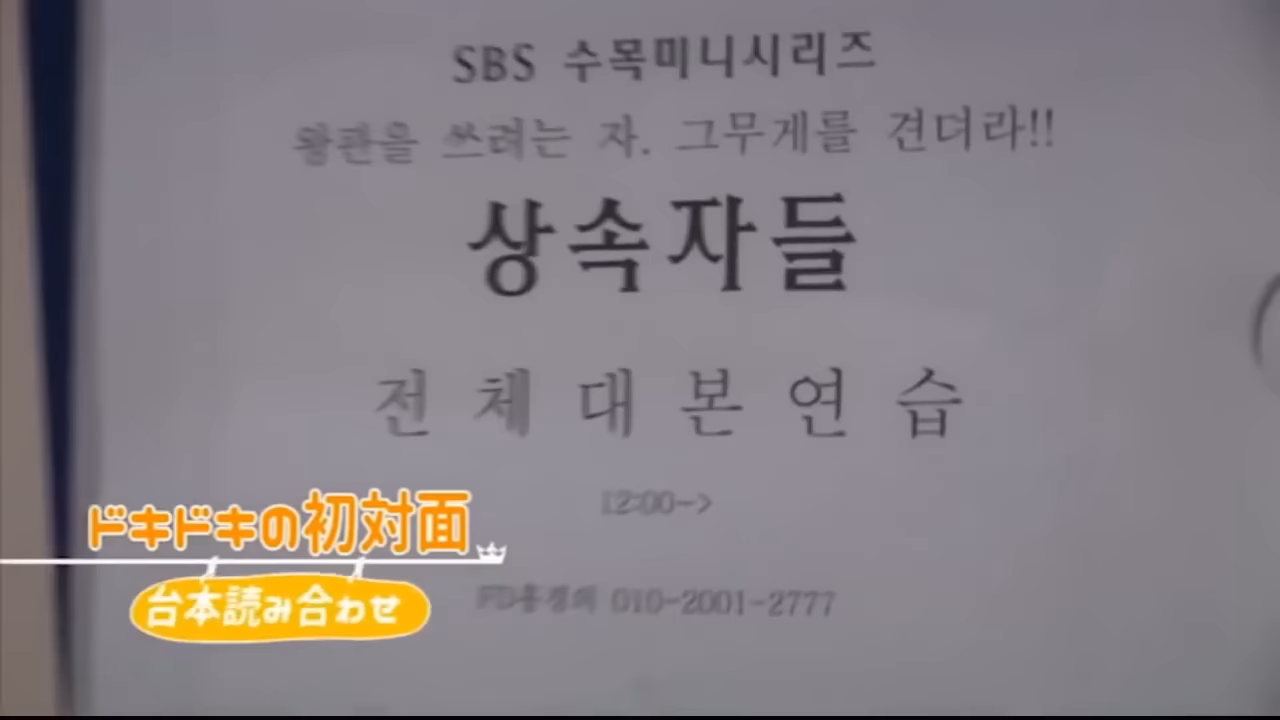 SBS 수목미니시리즈
왕관을 쓰려는 자. 그무게를 견뎌라!!
상속자들
전 체 대 본 연 습
12:00~>
010-2001-2777
ドキドキの初対面
台本読み合わせ